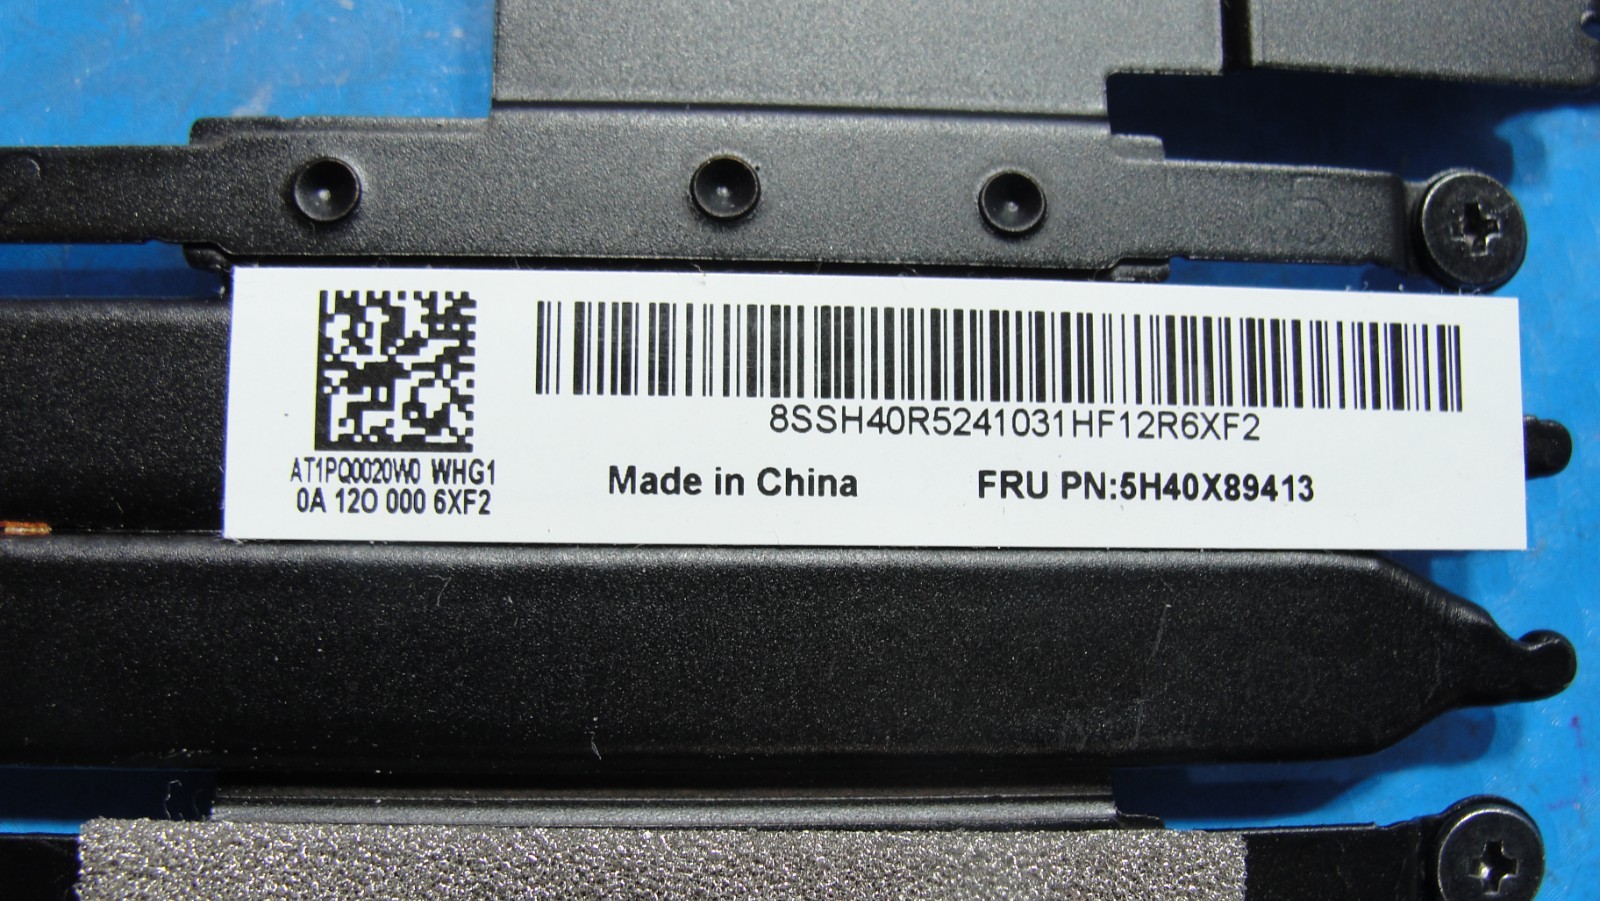 8SSH40R5241031HF12R6XF2
AT1PQ0020W0 WHG1
0A 12O 000 6XF2
Made in China FRU PN:5H40X89413